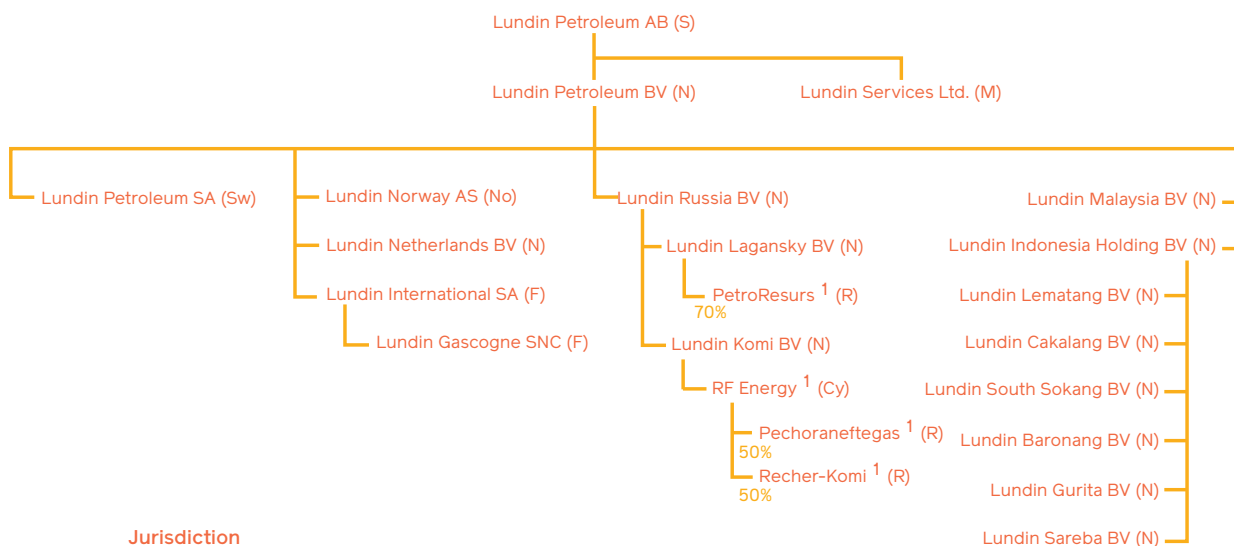 Lundin Petroleum AB (S)
Lundin Petroleum BV (N)
Lundin Services Ltd. (M)
Lundin Petroleum SA (Sw)
Lundin Norway AS (No)
Lundin Netherlands BV (N)
Lundin International SA (F)
Lundin Gascogne SNC (F)
Lundin Russia BV (N)
Lundin Lagansky BV (N)
PetroResurs 1 (R)
70%
Lundin Komi BV (N)
RF Energy 1 (Cy)
Pechoraneftegas 1 (R)
50%
Recher-Komi 1 (R)
50%
Lundin Malaysia BV (N)
Lundin Indonesia Holding BV (N)
Lundin Lematang BV (N)
Lundin Cakalang BV (N)
Lundin South Sokang BV (N)
Lundin Baronang BV (N)
Lundin Gurita BV (N)
Lundin Sareba BV (N)
Jurisdiction